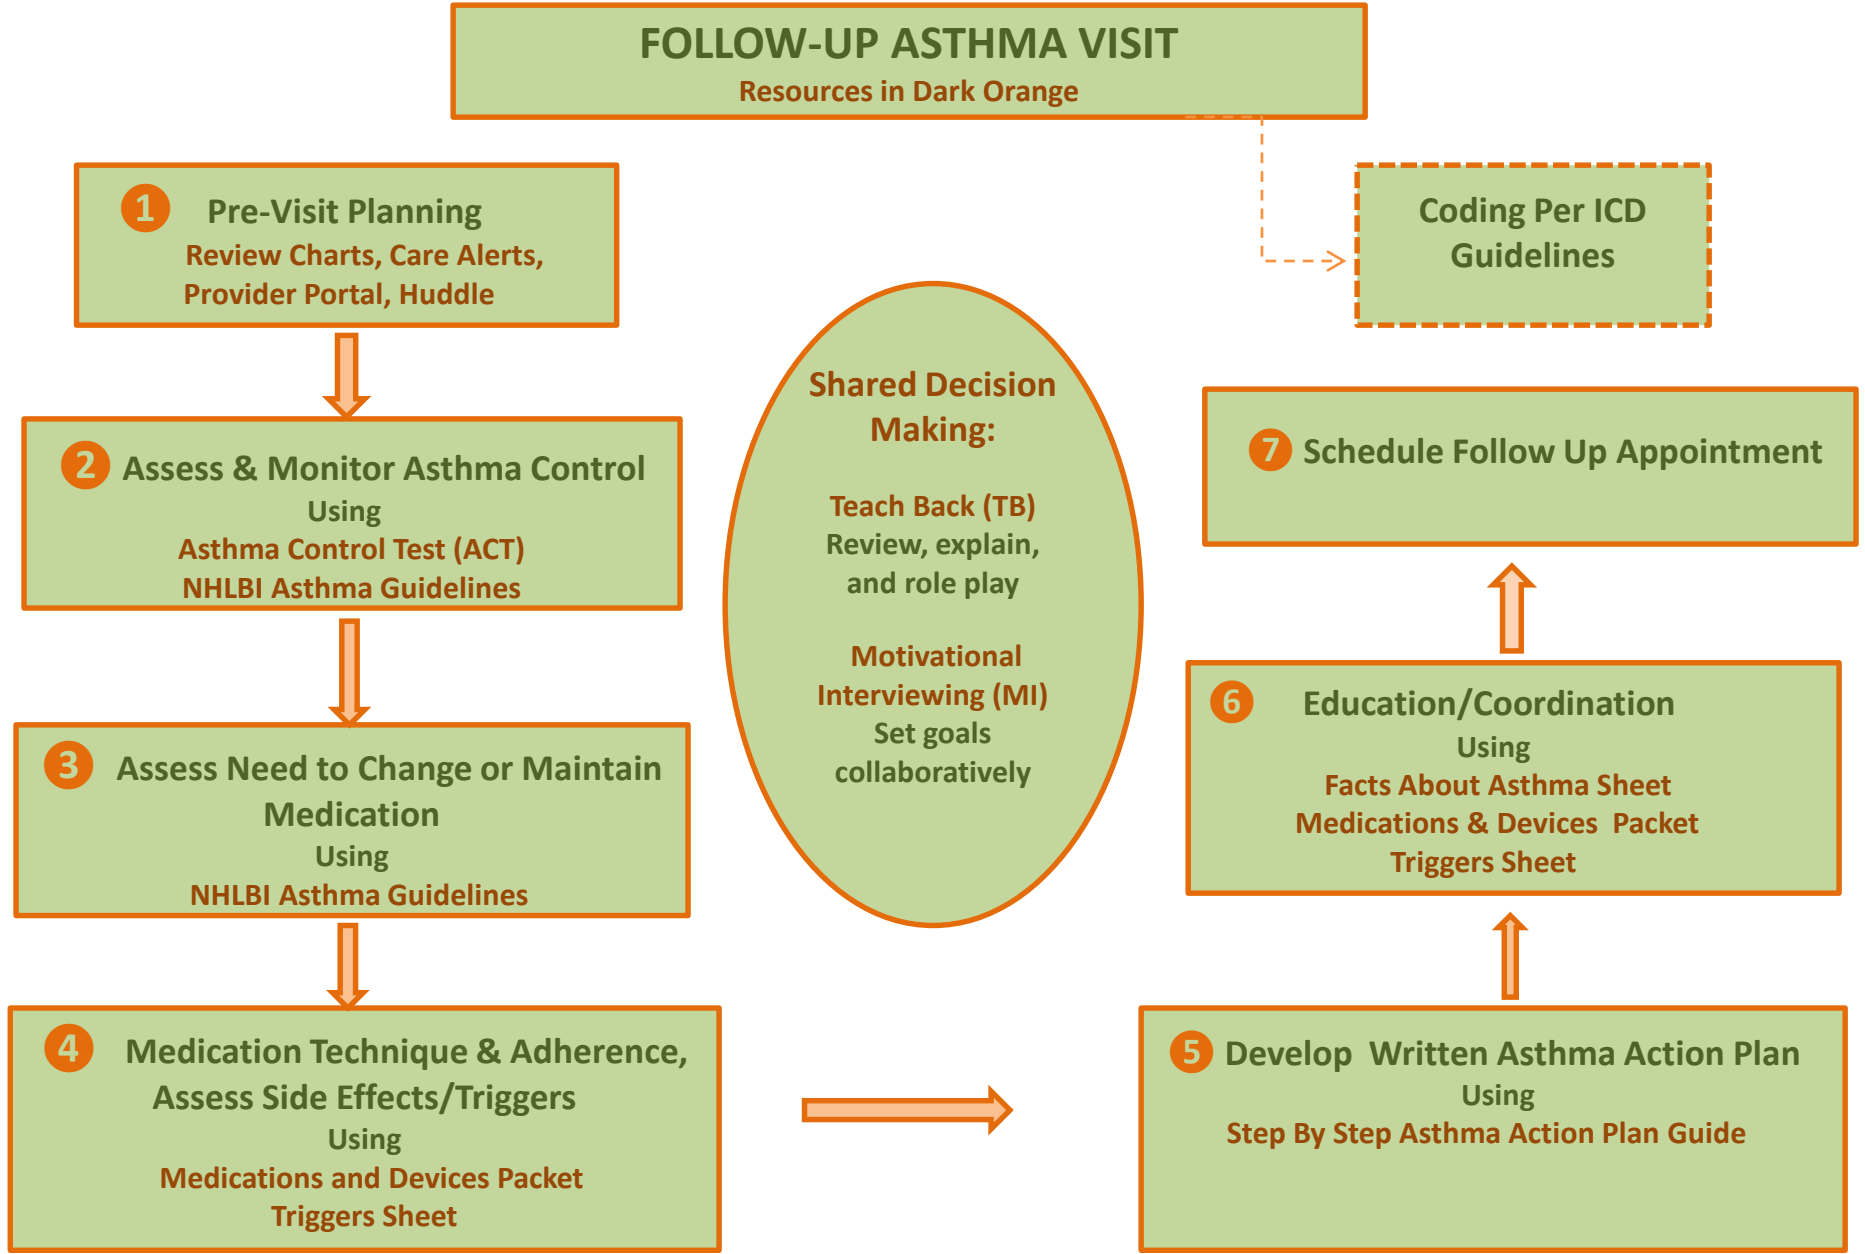 FOLLOW-UP ASTHMA VISIT
Resources in Dark Orange
1 Pre-Visit Planning
Review Charts, Care Alerts,
Provider Portal, Huddle
2 Assess & Monitor Asthma Control
Using
Asthma Control Test (ACT)
NHLBI Asthma Guidelines
3 Assess Need to Change or Maintain
Medication
Using
NHLBI Asthma Guidelines
4 Medication Technique & Adherence,
Assess Side Effects/Triggers
Using
Medications and Devices Packet
Triggers Sheet
Shared Decision
Making:
Teach Back (TB)
Review, explain,
and role play
Motivational
Interviewing (MI)
Set goals
collaboratively
5 Develop Written Asthma Action Plan
Using
Step By Step Asthma Action Plan Guide
6 Education/Coordination
Using
Facts About Asthma Sheet
Medications & Devices Packet
Triggers Sheet
7 Schedule Follow Up Appointment
Coding Per ICD
Guidelines